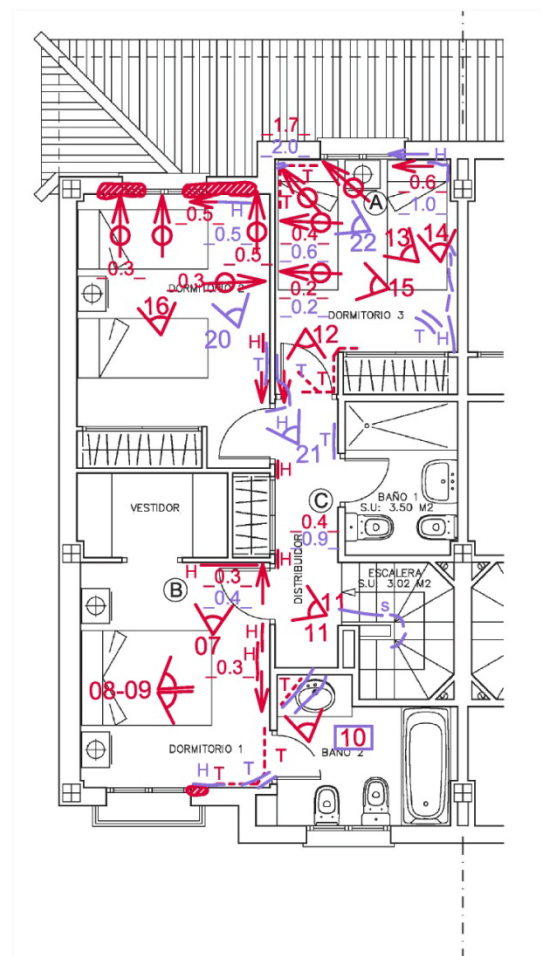 1.7
2.0
H
T
0.6
1.0
A
0.5
H
0.5
T
0.4
0.6
22
13
14
0.5
0.3
0.3
DORMITORIO 2
0.2
0.2
15
16
20
DORMITORIO 3
12
T
H
H
T
T
T
H
21
T
H
VESTIDOR
C
BAÑO 1
S.U: 3.50 M2
0.4
0.9
H
DISTRIBUIDOR
ESCALERA
S.U: 3.02 M2
H
0.3
0.4
B
11
11
S
07
H
H
0.3
08-09
T
10
DORMITORIO 1
T
BAÑO 2
H
T
T